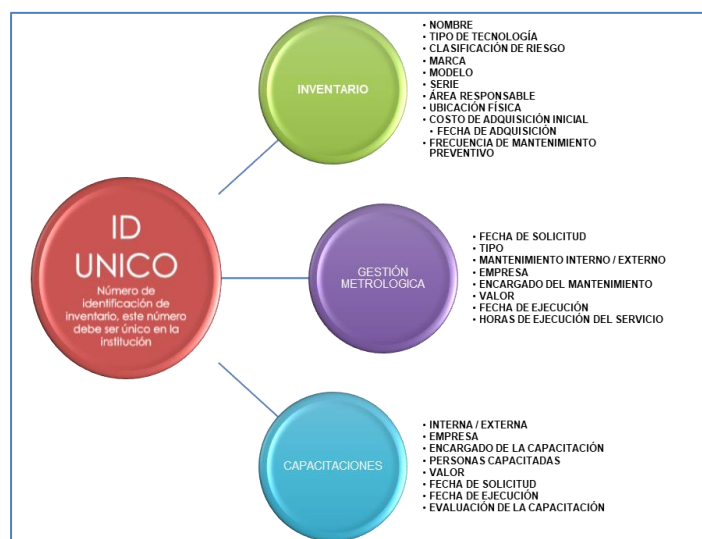 INVENTARIO
• NOMBRE
• TIPO DE TECNOLOGÍA
• CLASIFICACIÓN DE RIESGO
• MARCA
• MODELO
• SERIE
• ÁREA RESPONSABLE
• UBICACIÓN FÍSICA
• COSTO DE ADQUISICIÓN INICIAL
• FECHA DE ADQUISICIÓN
• FRECUENCIA DE MANTENIMIENTO
PREVENTIVO
ID
UNICO
Número de
identificación de
inventario, este número
debe ser único en la
institución
GESTIÓN
METROLOGICA
• FECHA DE SOLICITUD
• TIPO
• MANTENIMIENTO INTERNO / EXTERNO
• EMPRESA
• ENCARGADO DEL MANTENIMIENTO
• VALOR
• FECHA DE EJECUCIÓN
• HORAS DE EJECUCIÓN DEL SERVICIO
CAPACITACIONES
• INTERNA / EXTERNA
• EMPRESA
• ENCARGADO DE LA CAPACITACIÓN
• PERSONAS CAPACITADAS
• VALOR
• FECHA DE SOLICITUD
• FECHA DE EJECUCIÓN
• EVALUACIÓN DE LA CAPACITACIÓN